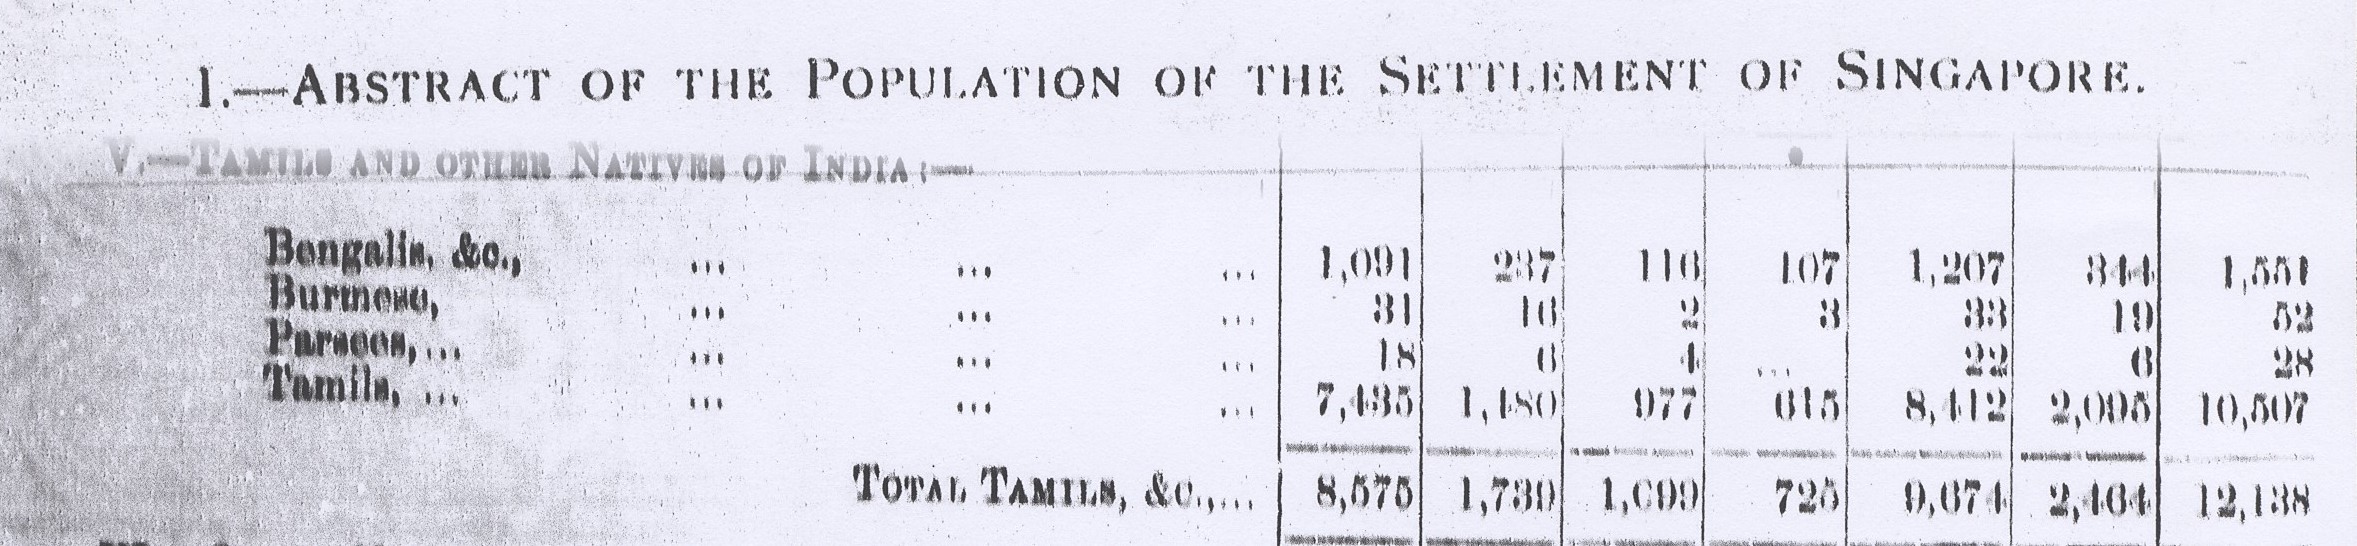 I.—ABSTRACT OF THE POPULATION OF THE SETTLEMENT OF SINGAPORE.
V.—TAMILS AND OTHER NATIVES OF INDIA:—
Bengalis, &c., ... ... ... 1,091 237 116 107 1,207 344 1,551
Burmese, ... ... ... 31 16 2 3 33 19 52
Parsees, ... ... ... ... 18 6 4 ... 22 6 28
Tamils, ... ... ... ... 7,435 1,480 977 615 8,412 2,095 10,507
TOTAL TAMILS, &c., ... 8,575 1,739 1,099 725 9,674 2,464 12,138